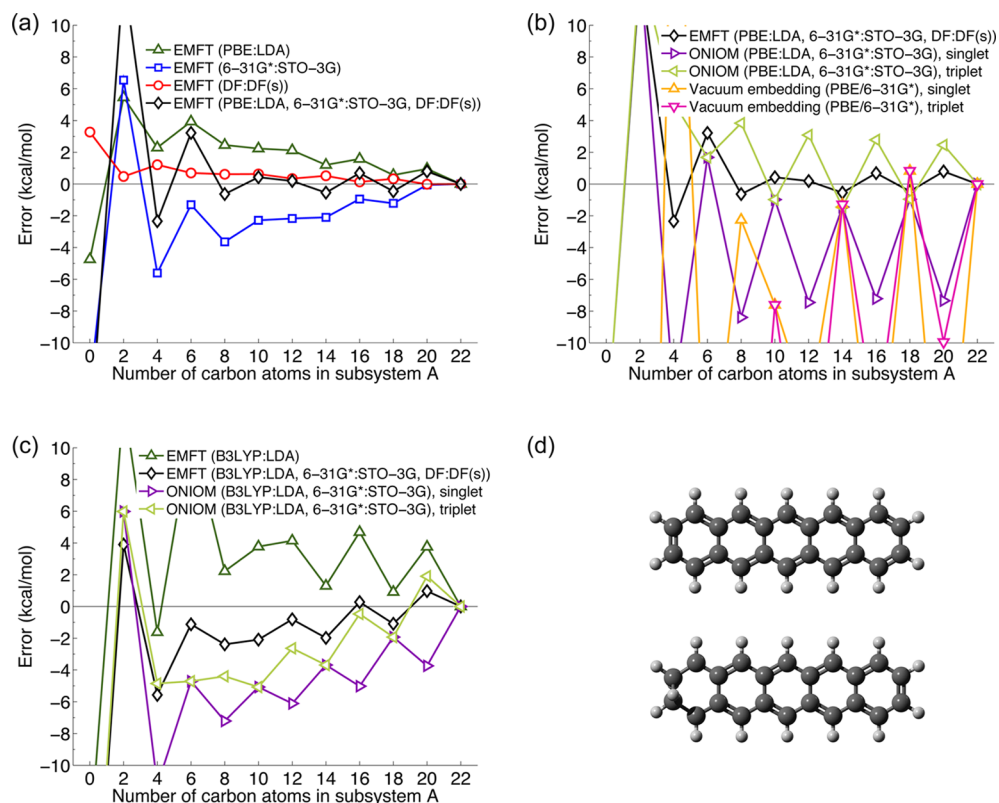 (a)
10
8
6
4
2
0
−2
−4
−6
−8
−10
Error (kcal/mol)
EMFT (PBE:LDA)
EMFT (6−31G*:STO−3G)
EMFT (DF:DF(s))
EMFT (PBE:LDA, 6−31G*:STO−3G, DF:DF(s))
0 2 4 6 8 10 12 14 16 18 20 22
Number of carbon atoms in subsystem A
(b)
10
8
6
4
2
0
−2
−4
−6
−8
−10
Error (kcal/mol)
EMFT (PBE:LDA, 6−31G*:STO−3G, DF:DF(s))
ONIOM (PBE:LDA, 6−31G*:STO−3G), singlet
ONIOM (PBE:LDA, 6−31G*:STO−3G), triplet
Vacuum embedding (PBE/6−31G*), singlet
Vacuum embedding (PBE/6−31G*), triplet
0 2 4 6 8 10 12 14 16 18 20 22
Number of carbon atoms in subsystem A
(c)
10
8
6
4
2
0
−2
−4
−6
−8
−10
Error (kcal/mol)
EMFT (B3LYP:LDA)
EMFT (B3LYP:LDA, 6−31G*:STO−3G, DF:DF(s))
ONIOM (B3LYP:LDA, 6−31G*:STO−3G), singlet
ONIOM (B3LYP:LDA, 6−31G*:STO−3G), triplet
0 2 4 6 8 10 12 14 16 18 20 22
Number of carbon atoms in subsystem A
(d)